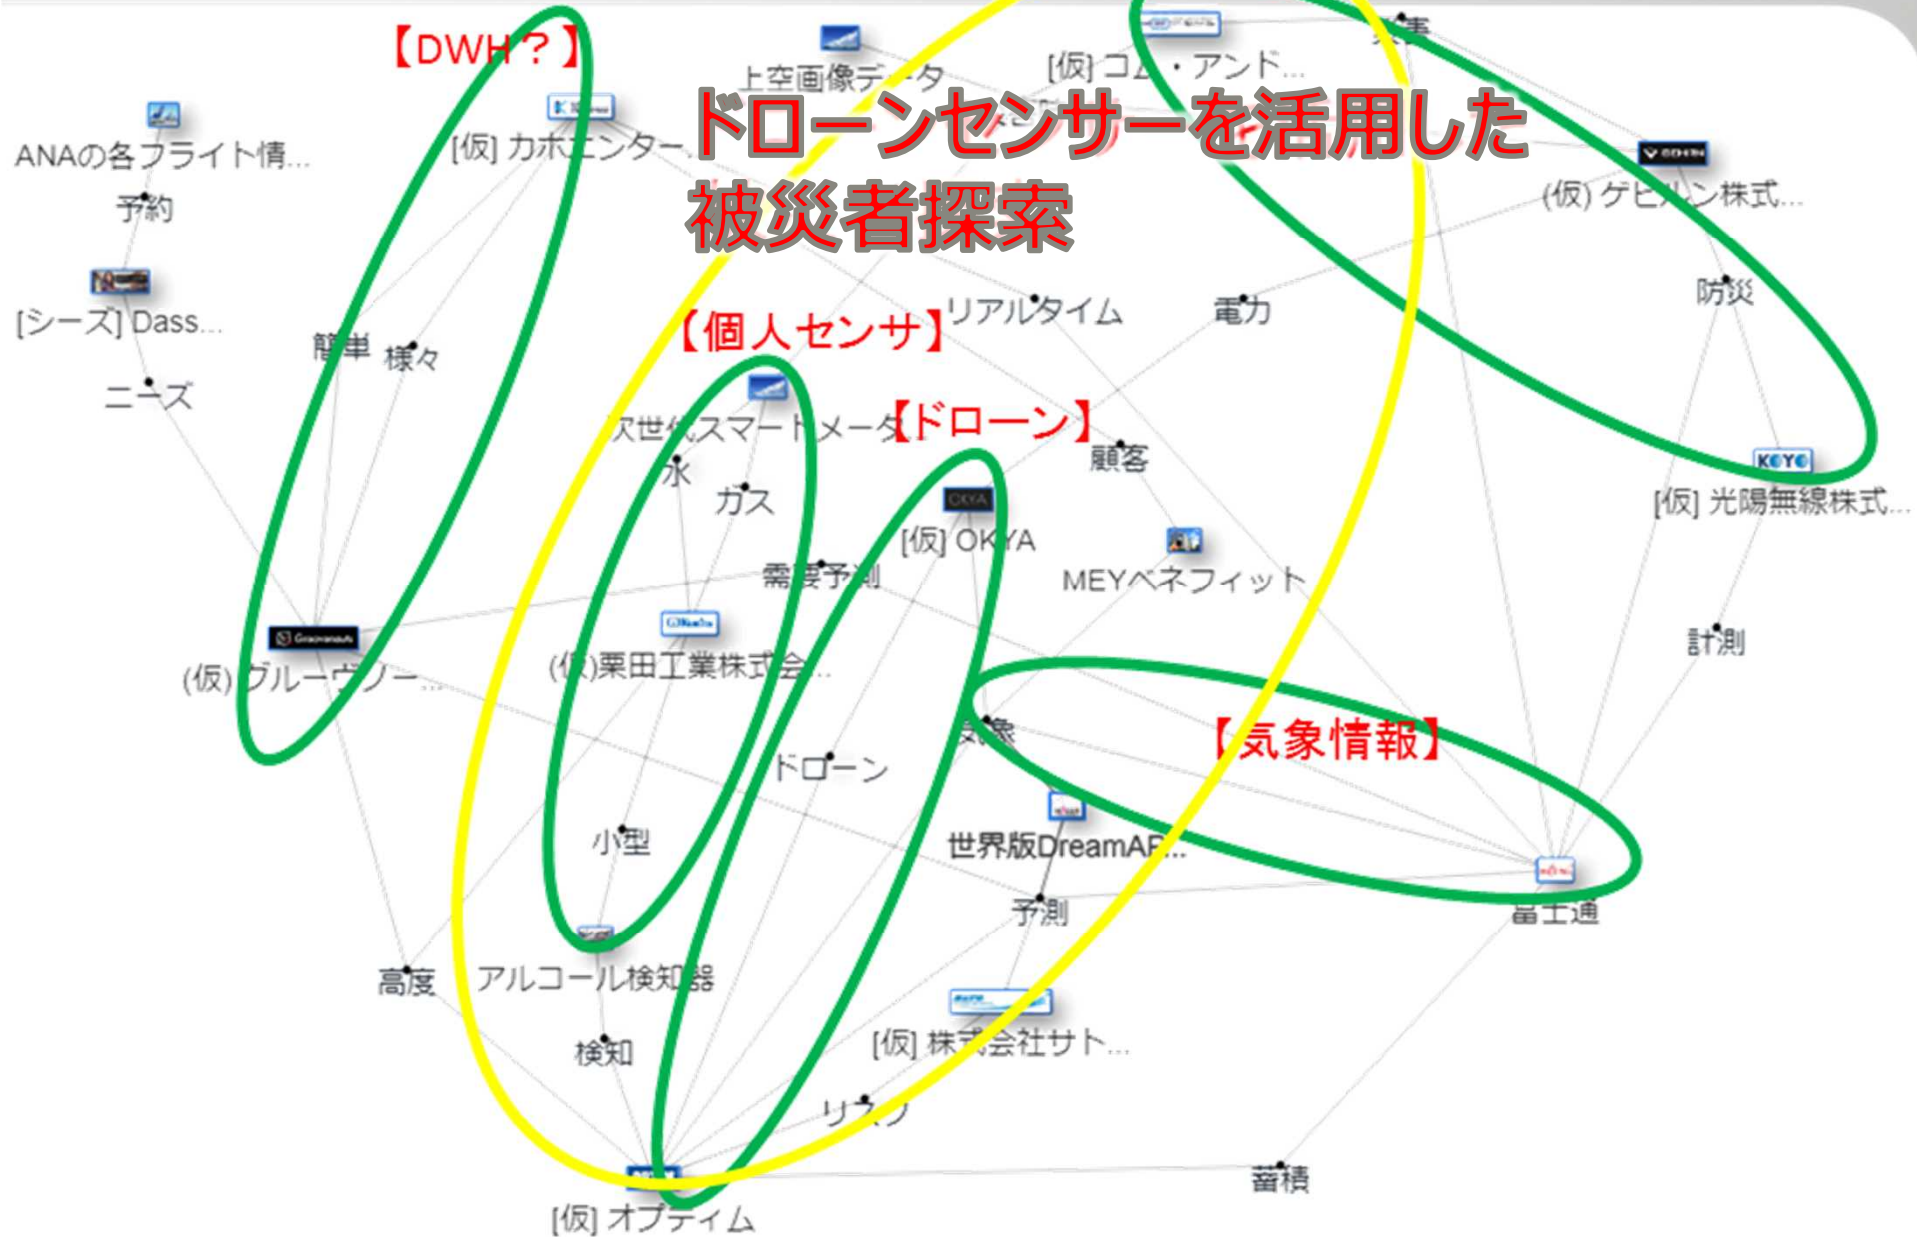 【DWH？】
上空画像データ
[仮] コム・アンド...
災害
ANAの各フライト情...
[仮] カホエンター...
ドローンセンサーを活用した
被災者探索
(仮) ゲヒルン株式...
予約
[シーズ] Dass...
リアルタイム
電力
防災
【個人センサ】
簡単
様々
ニーズ
次世代スマートメータ...
【ドローン】
顧客
水
ガス
OKYA
KOYO
[仮] 光陽無線株式...
[仮] OKYA
需要予測
MEYベネフィット
Groovenauts
(仮)栗田工業株式会...
(仮) グルーヴノー...
計測
気象
【気象情報】
ドローン
小型
世界版DreamAP...
予測
富士通
高度
アルコール検知器
[仮] 株式会社サト...
検知
リスク
蓄積
[仮] オプティム